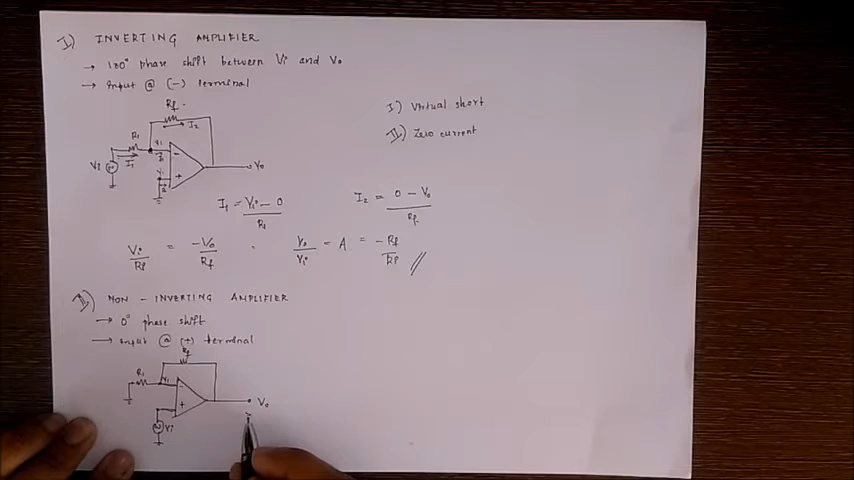 I) INVERTING AMPLIFIER
→ 180° phase shift between Vi and Vo
→ input @ (-) terminal
Rf
I2
R1
V1
I1
Vi
-
+
Vo
I) Virtual short
II) Zero current
I1 = Vi - 0 / R1
I2 = 0 - Vo / Rf
Vi / R1 = -Vo / Rf
Vo / Vi = A = -Rf / R1 //
II) NON-INVERTING AMPLIFIER
→ 0° phase shift
→ input @ (+) terminal
Rf
R1
V1
-
+
Vo
Vi